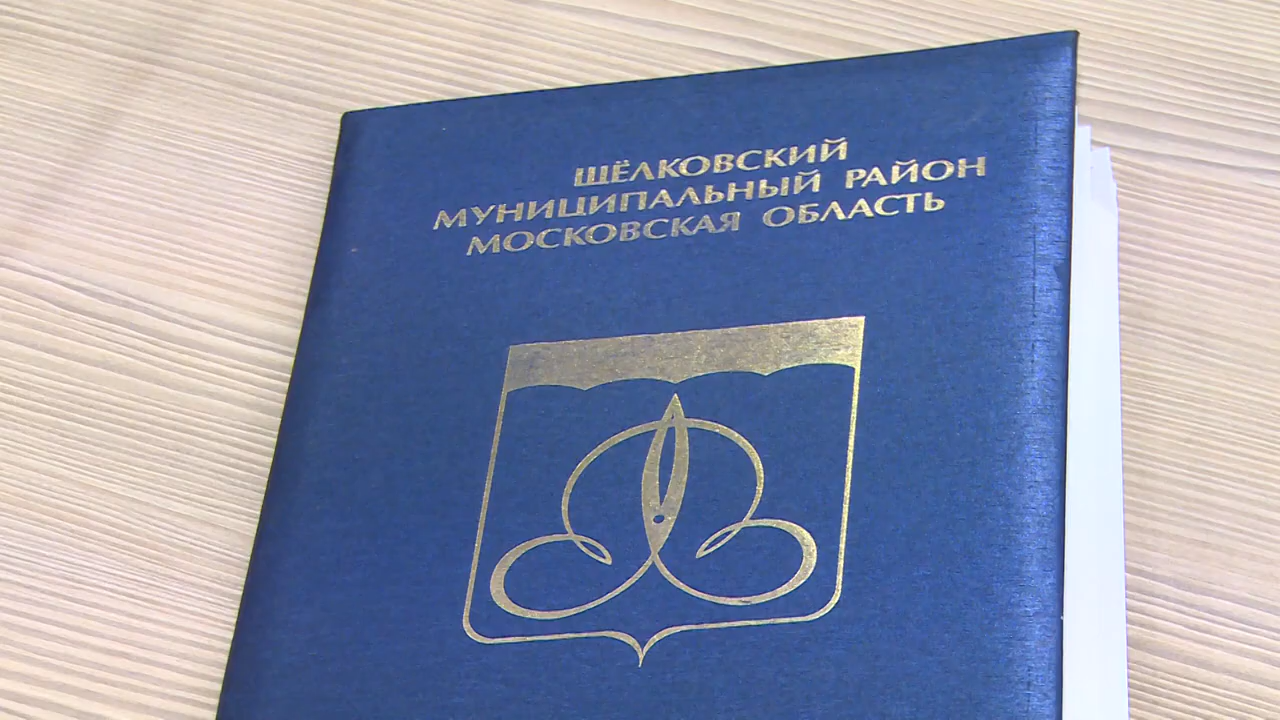 ЩЁЛКОВСКИЙ
МУНИЦИПАЛЬНЫЙ РАЙОН
МОСКОВСКАЯ ОБЛАСТЬ